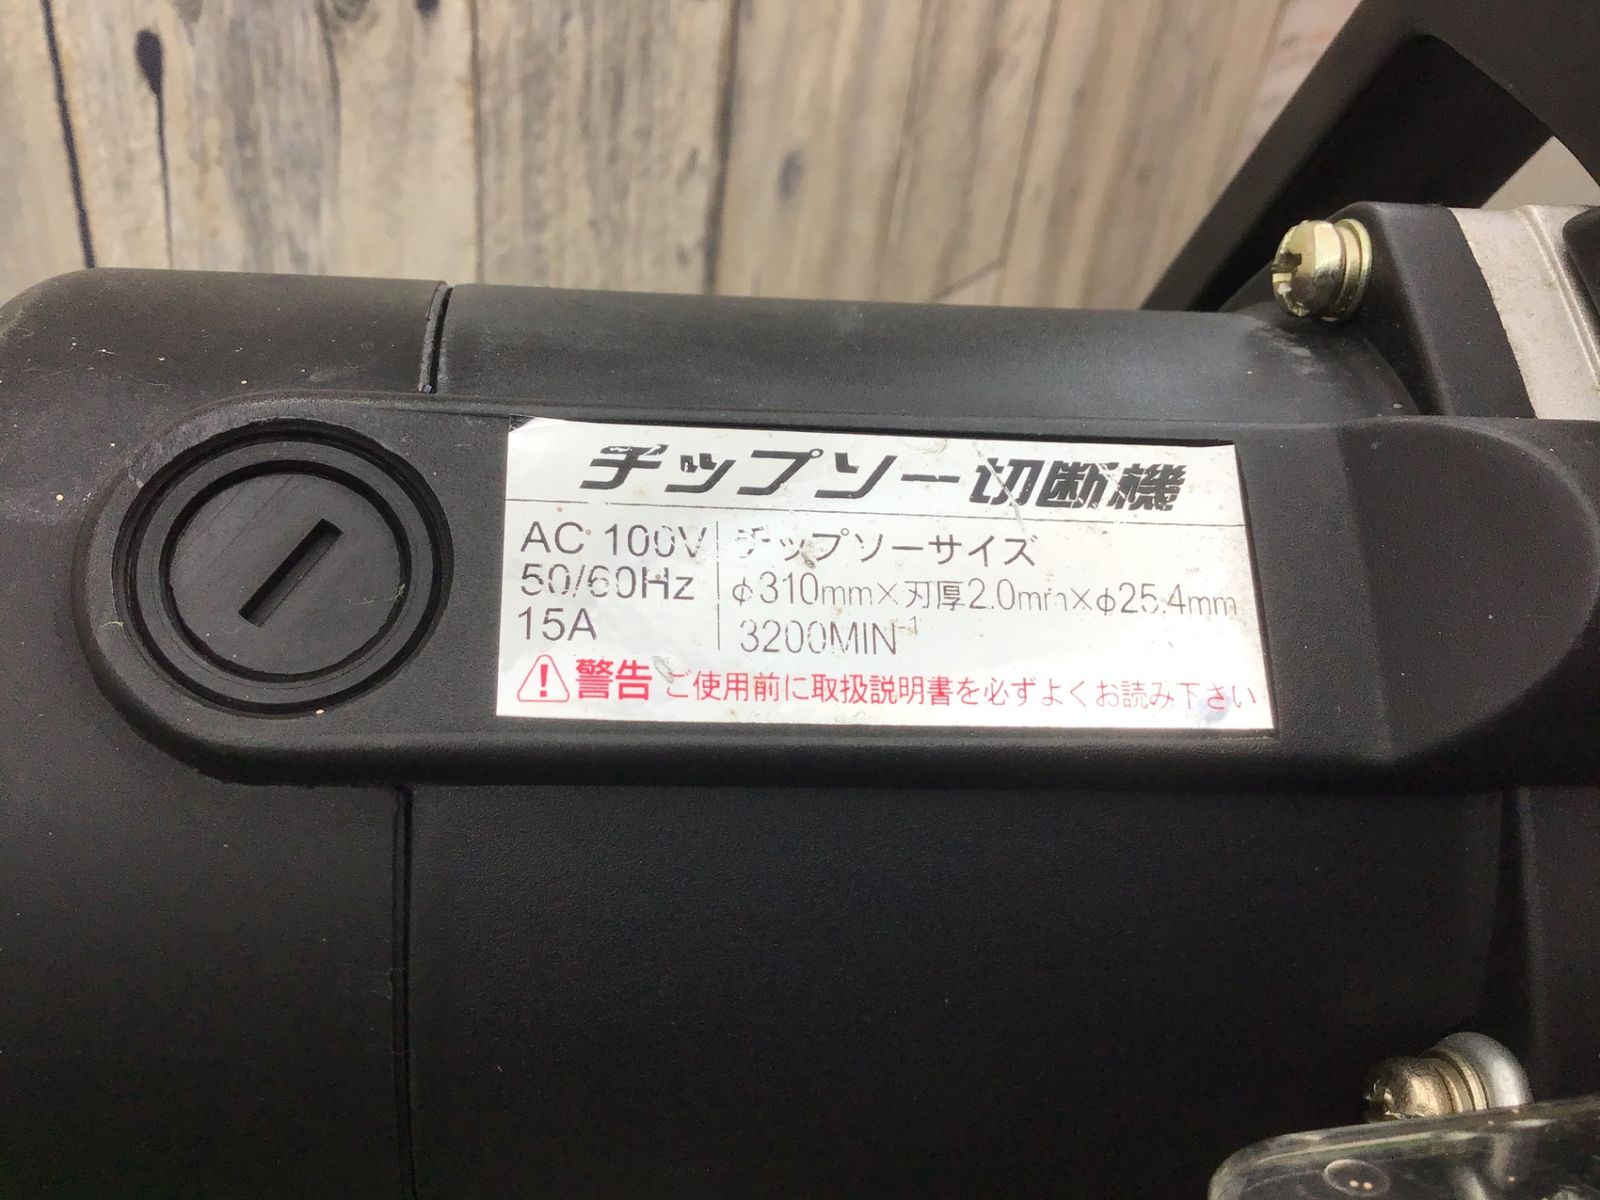 チップソー切断機
AC 100V
50/60Hz
15A
チップソーサイズ
φ310mm×刃厚2.0mm×φ25.4mm
3200MIN⁻¹
警告 ご使用前に取扱説明書を必ずよくお読み下さい